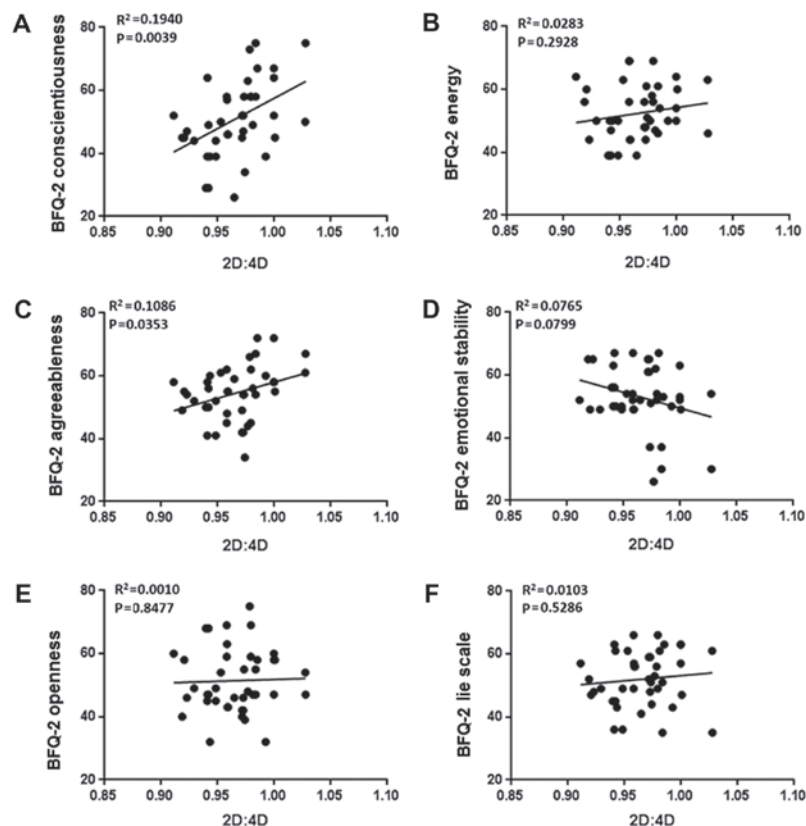 A
R²=0.1940
P=0.0039
BFQ-2 conscientiousness
80
60
40
20
0.85 0.90 0.95 1.00 1.05 1.10
2D:4D
B
R²=0.0283
P=0.2928
BFQ-2 energy
80
60
40
20
0.85 0.90 0.95 1.00 1.05 1.10
2D:4D
C
R²=0.1086
P=0.0353
BFQ-2 agreeableness
80
60
40
20
0.85 0.90 0.95 1.00 1.05 1.10
2D:4D
D
R²=0.0765
P=0.0799
BFQ-2 emotional stability
80
60
40
20
0.85 0.90 0.95 1.00 1.05 1.10
2D:4D
E
R²=0.0010
P=0.8477
BFQ-2 openness
80
60
40
20
0.85 0.90 0.95 1.00 1.05 1.10
2D:4D
F
R²=0.0103
P=0.5286
BFQ-2 lie scale
80
60
40
20
0.85 0.90 0.95 1.00 1.05 1.10
2D:4D